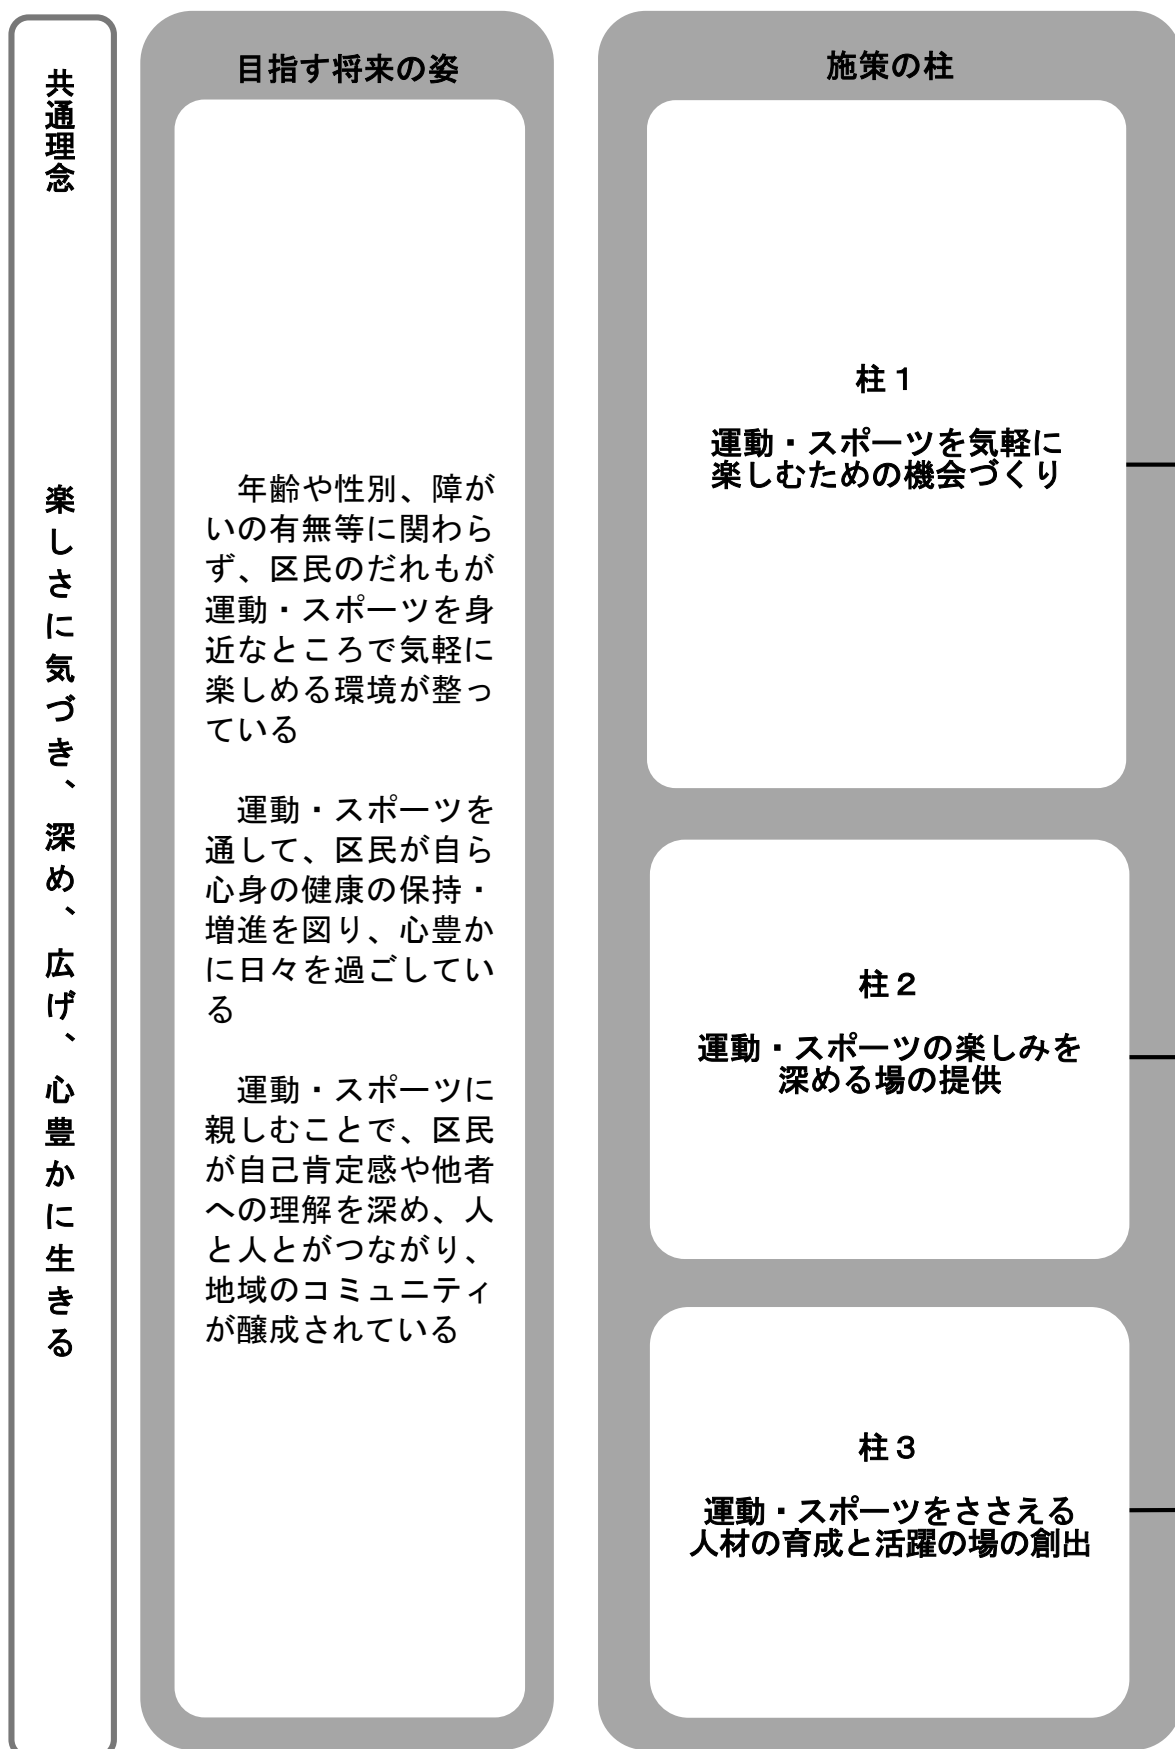 共通理念
楽しさに気づき、深め、広げ、心豊かに生きる
目指す将来の姿
　年齢や性別、障が
いの有無等に関わら
ず、区民のだれもが
運動・スポーツを身
近なところで気軽に
楽しめる環境が整っ
ている
　運動・スポーツを
通して、区民が自ら
心身の健康の保持・
増進を図り、心豊か
に日々を過ごしてい
る
　運動・スポーツに
親しむことで、区民
が自己肯定感や他者
への理解を深め、人
と人とがつながり、
地域のコミュニティ
が醸成されている
施策の柱
柱１
運動・スポーツを気軽に
楽しむための機会づくり
柱２
運動・スポーツの楽しみを
深める場の提供
柱３
運動・スポーツをささえる
人材の育成と活躍の場の創出